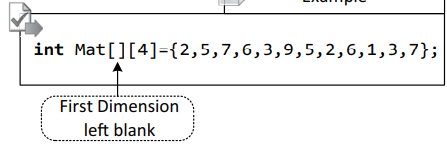 Example
int Mat[][4]={2,5,7,6,3,9,5,2,6,1,3,7};
First Dimension
left blank